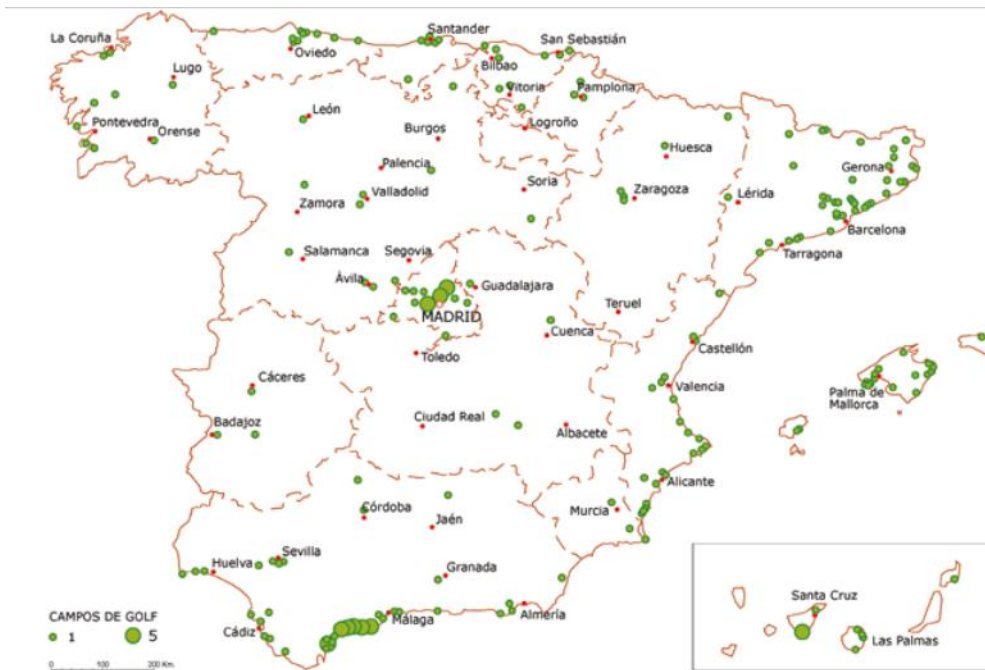 La Coruña
Lugo
Oviedo
Santander
Bilbao
San Sebastián
Vitoria
Pamplona
León
Burgos
Logroño
Pontevedra
Orense
Palencia
Huesca
Gerona
Valladolid
Soria
Zaragoza
Lérida
Zamora
Barcelona
Salamanca
Segovia
Tarragona
Ávila
Guadalajara
MADRID
Teruel
Cuenca
Castellón
Toledo
Cáceres
Valencia
Palma de
Mallorca
Badajoz
Ciudad Real
Albacete
Alicante
Córdoba
Jaén
Murcia
Huelva
Sevilla
Granada
Santa Cruz
CAMPOS DE GOLF
1
5
Cádiz
Málaga
Almería
Las Palmas
0
100
200 Km.